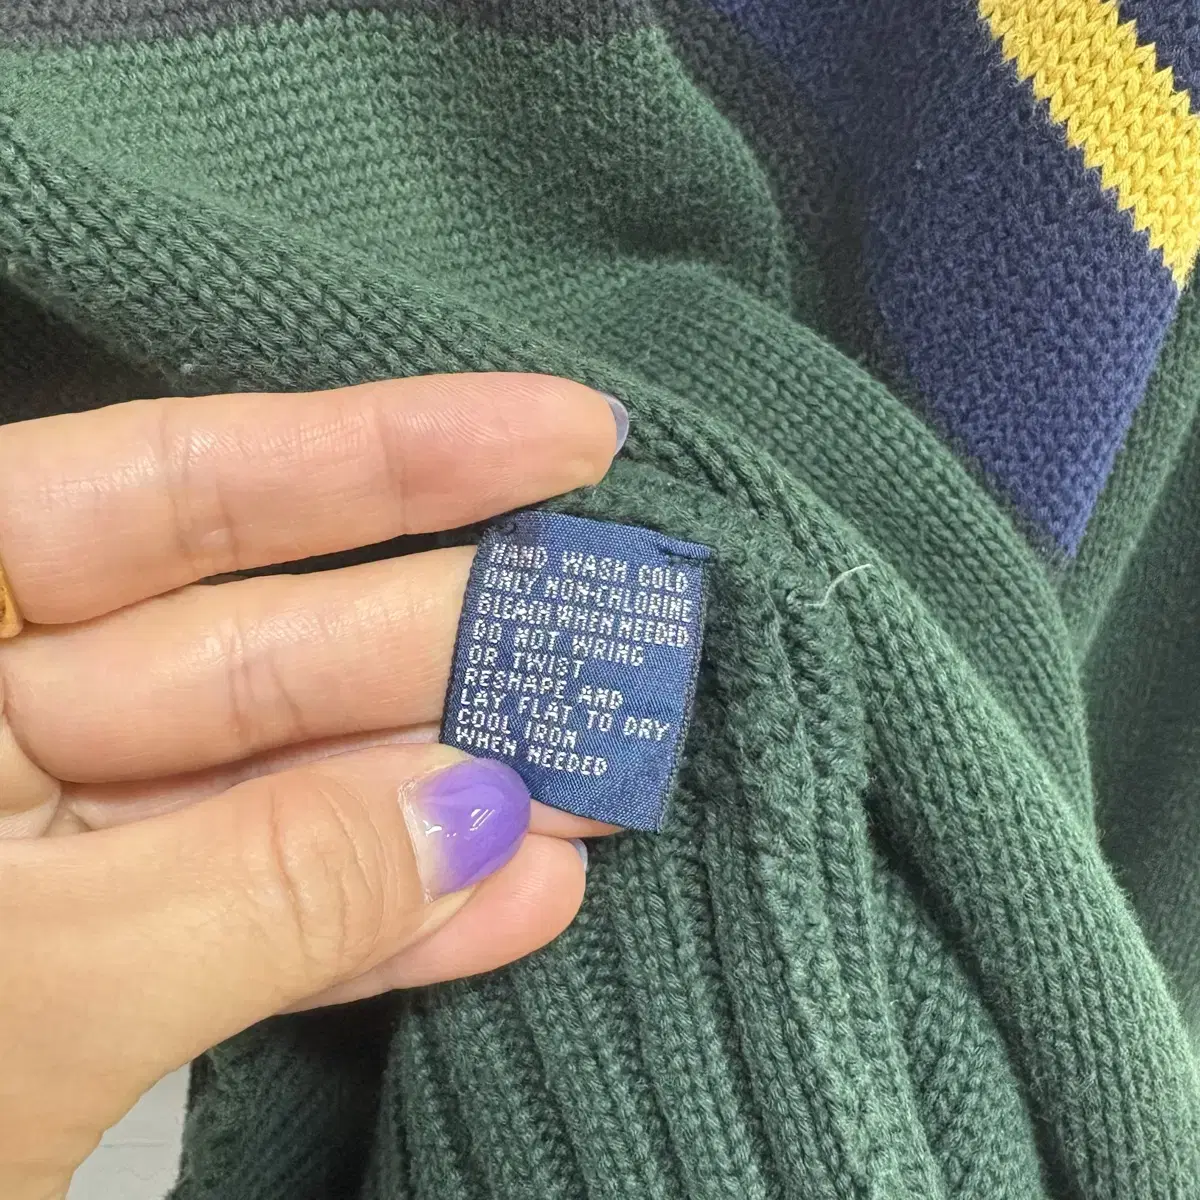 HAND WASH COLD
ONLY NON-CHLORINE
BLEACH WHEN NEEDED
DO NOT WRING
OR TWIST
RESHAPE AND
LAY FLAT TO DRY
COOL IRON
WHEN NEEDED